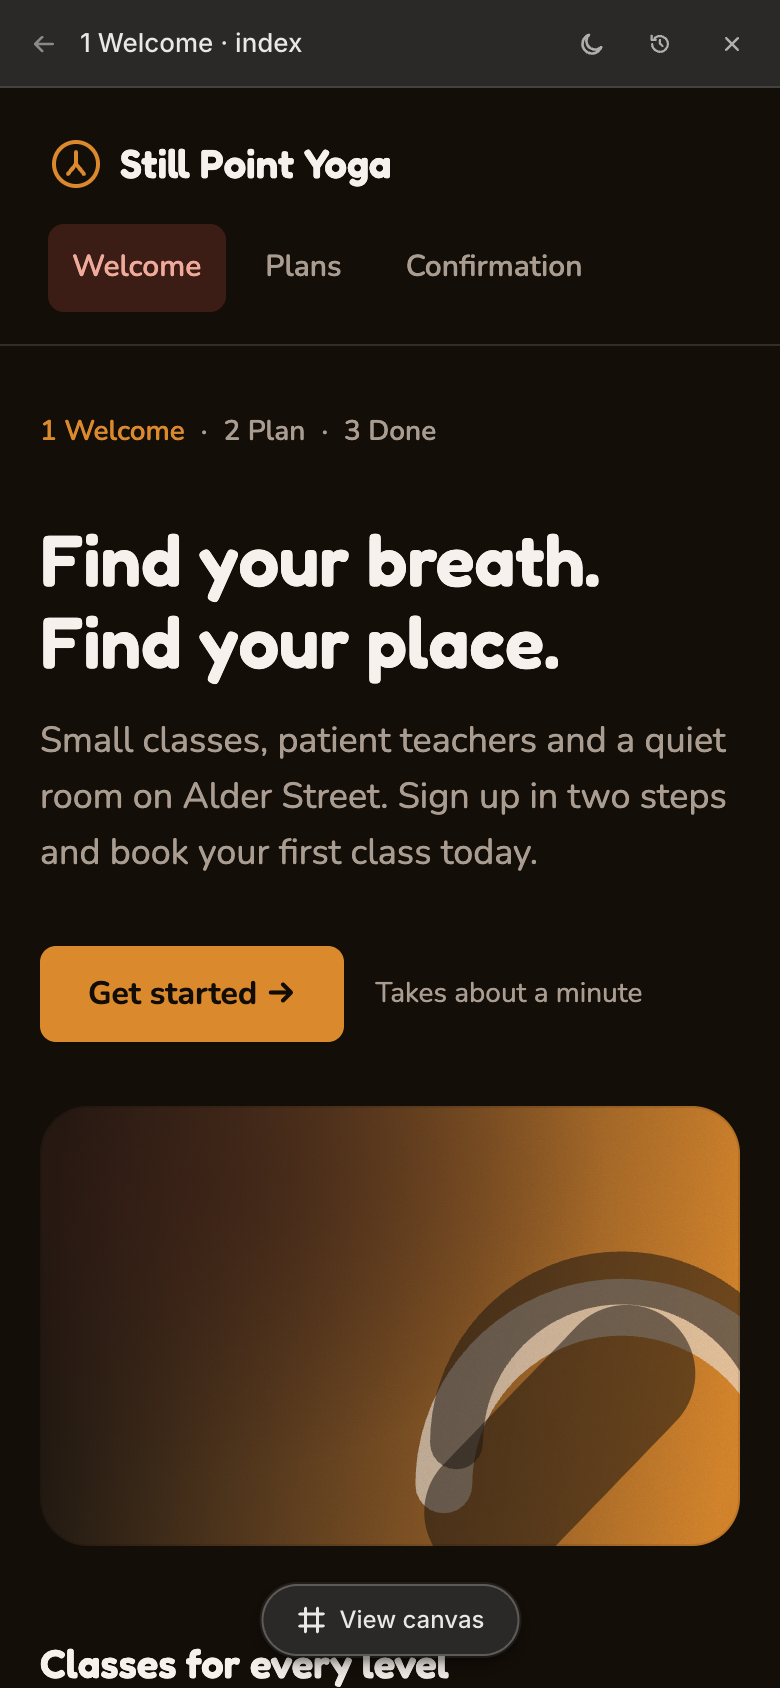 1 Welcome · index
Still Point Yoga
Welcome Plans Confirmation
1 Welcome · 2 Plan · 3 Done
Find your breath.
Find your place.
Small classes, patient teachers and a quiet
room on Alder Street. Sign up in two steps
and book your first class today.
Get started → Takes about a minute
View canvas
Classes for every level